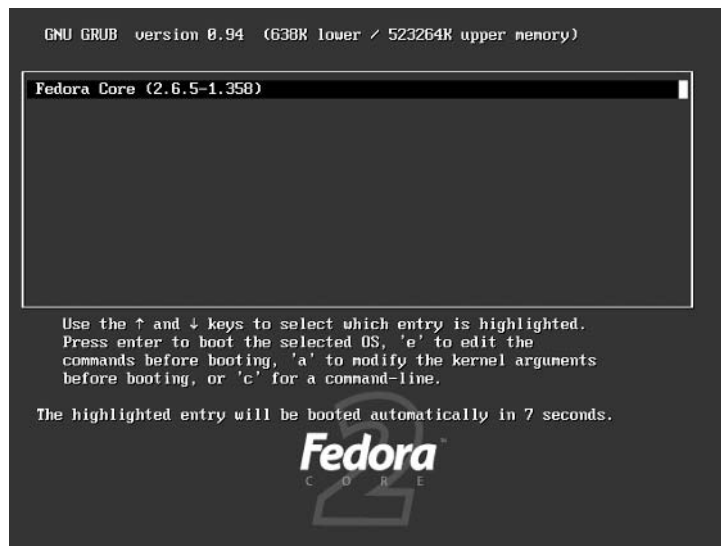 GNU GRUB version 0.94 (638K lower / 523264K upper memory)
Fedora Core (2.6.5-1.358)
Use the ↑ and ↓ keys to select which entry is highlighted.
Press enter to boot the selected OS, 'e' to edit the
commands before booting, 'a' to modify the kernel arguments
before booting, or 'c' for a command-line.
The highlighted entry will be booted automatically in 7 seconds.
Fedora™
CORE
2